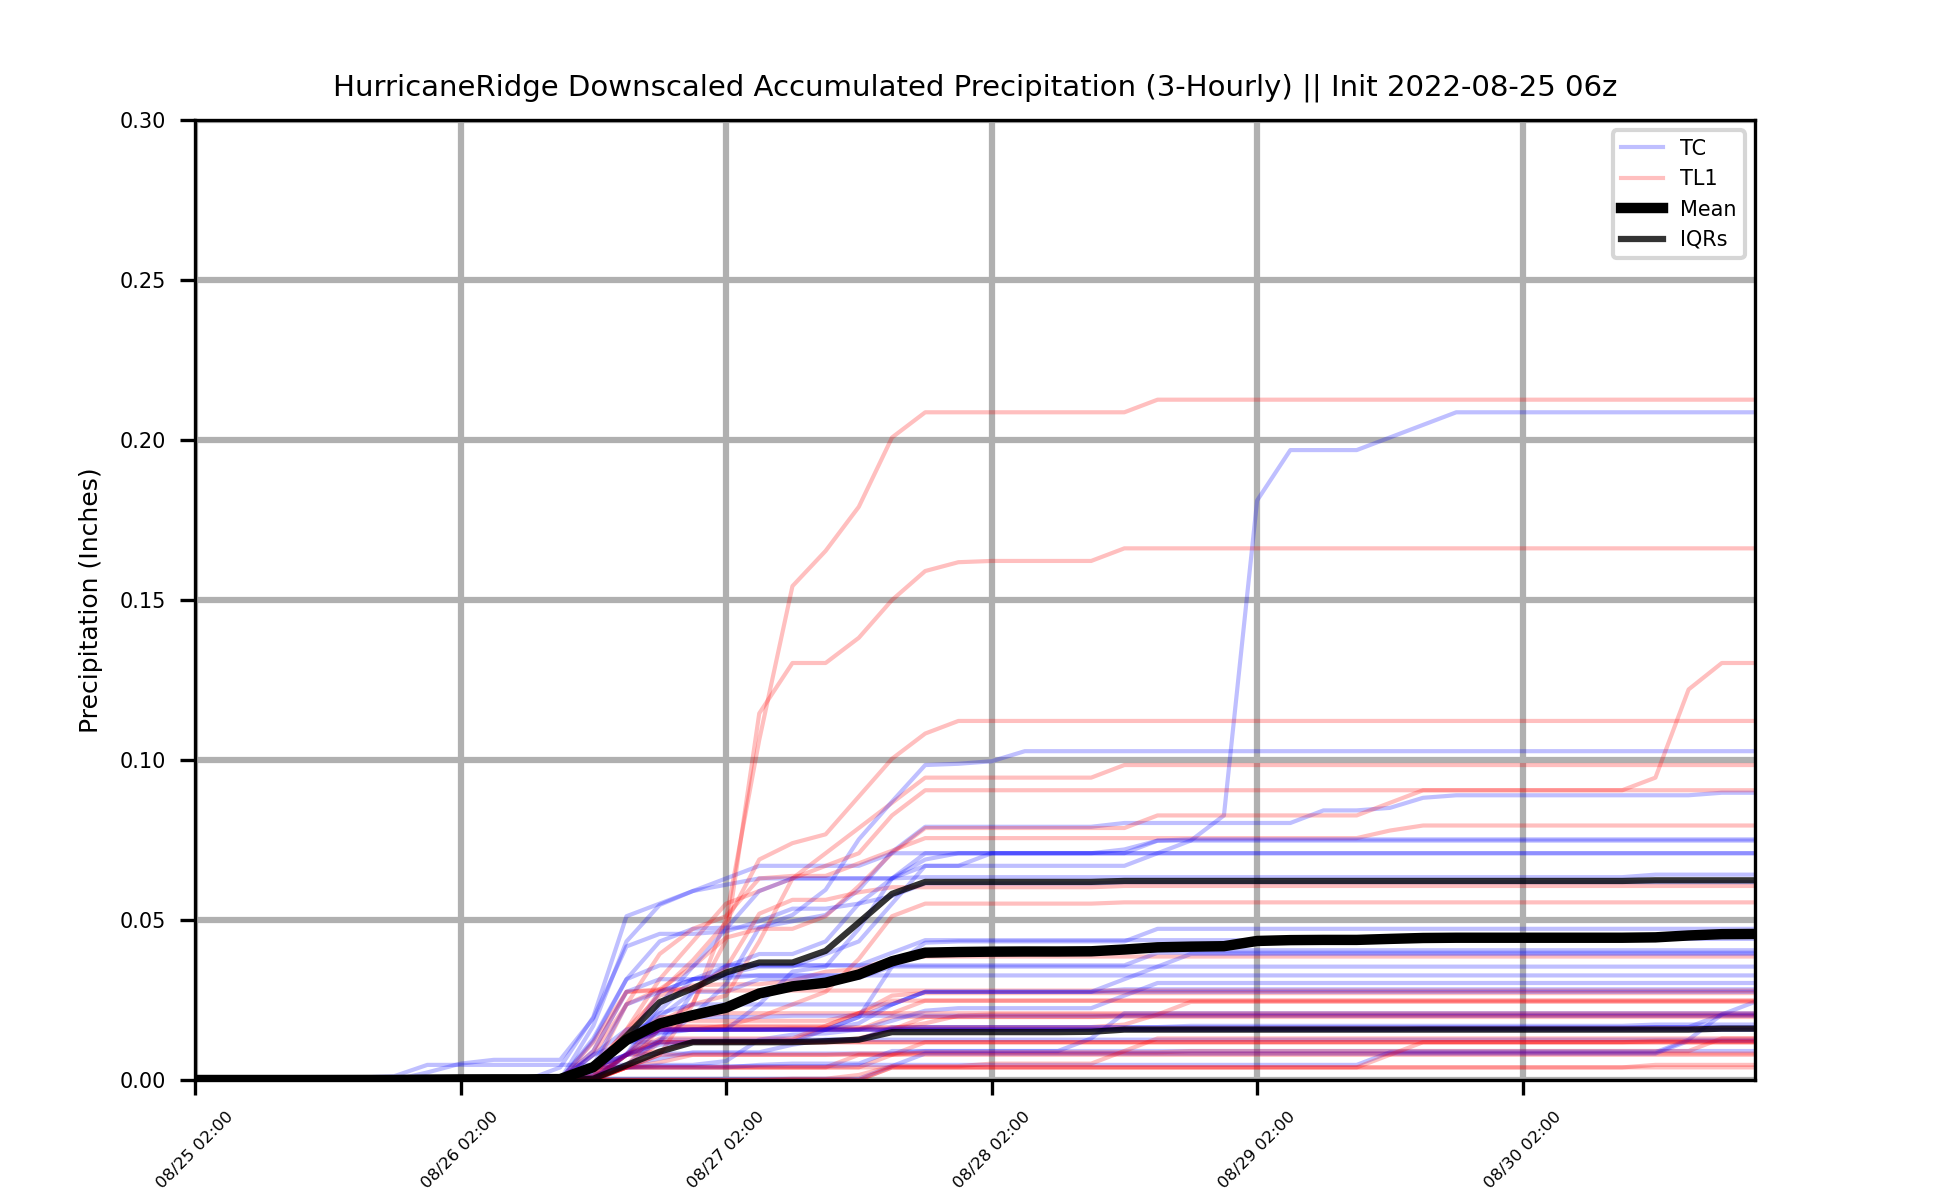 HurricaneRidge Downscaled Accumulated Precipitation (3-Hourly) || Init 2022-08-25 06z
TC
TL1
Mean
IQRs
Precipitation (Inches)
0.30
0.25
0.20
0.15
0.10
0.05
0.00
08/25 02:00
08/26 02:00
08/27 02:00
08/28 02:00
08/29 02:00
08/30 02:00